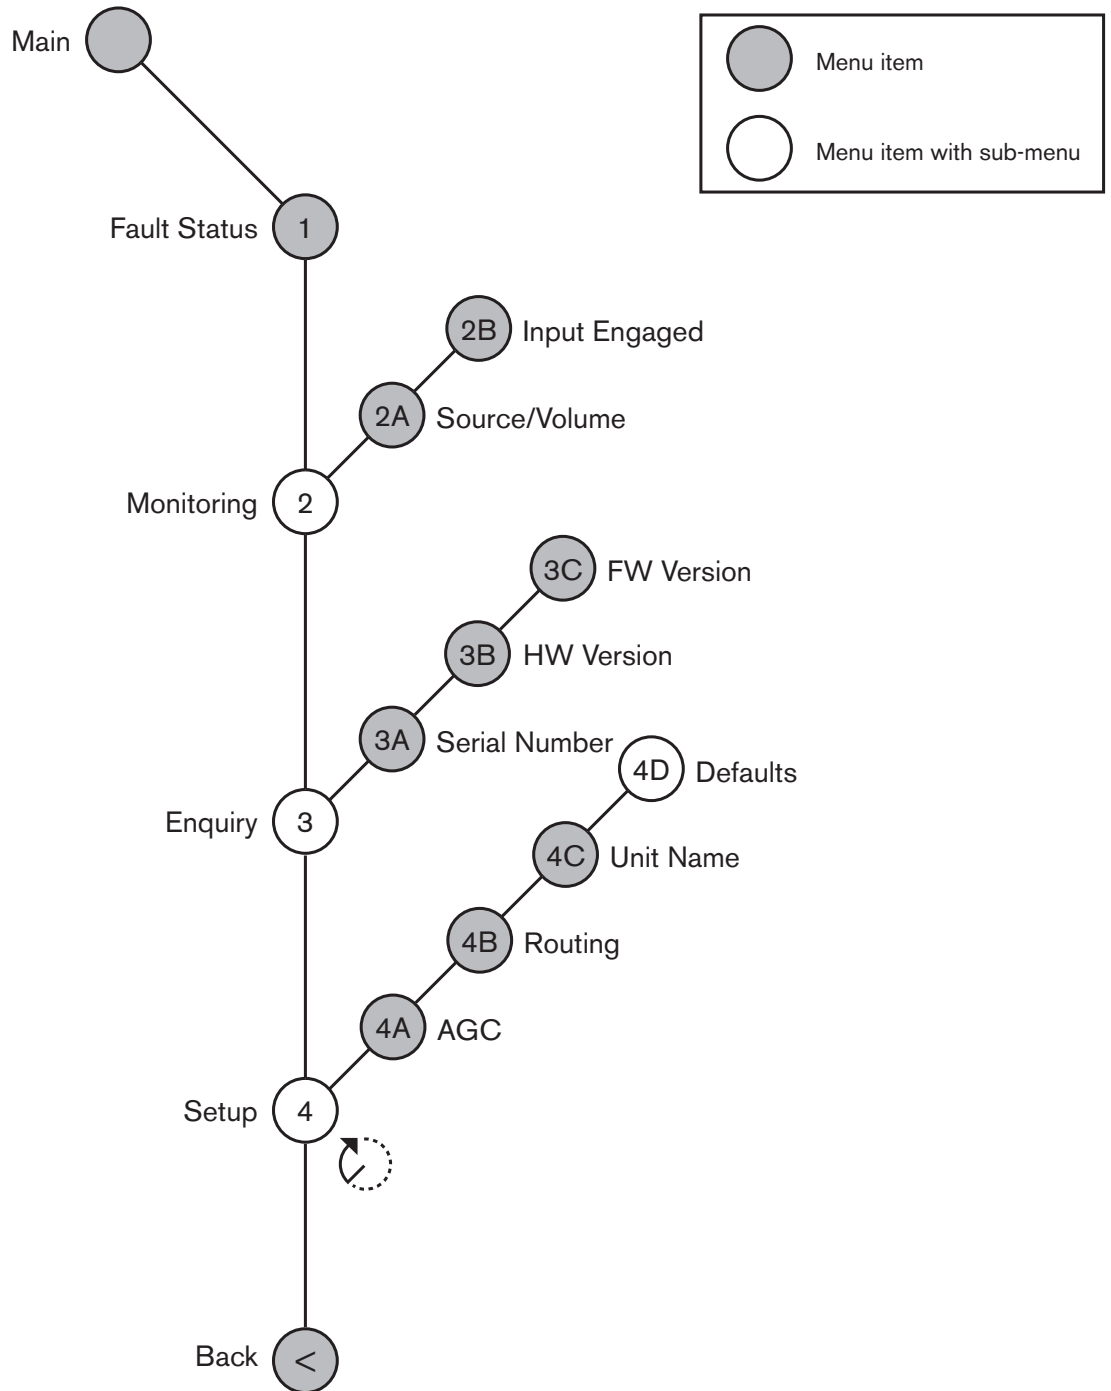 Main
Menu item
Menu item with sub-menu
Fault Status 1
2B Input Engaged
2A Source/Volume
Monitoring 2
3C FW Version
3B HW Version
3A Serial Number
4D Defaults
Enquiry 3
4C Unit Name
4B Routing
4A AGC
Setup 4
Back <